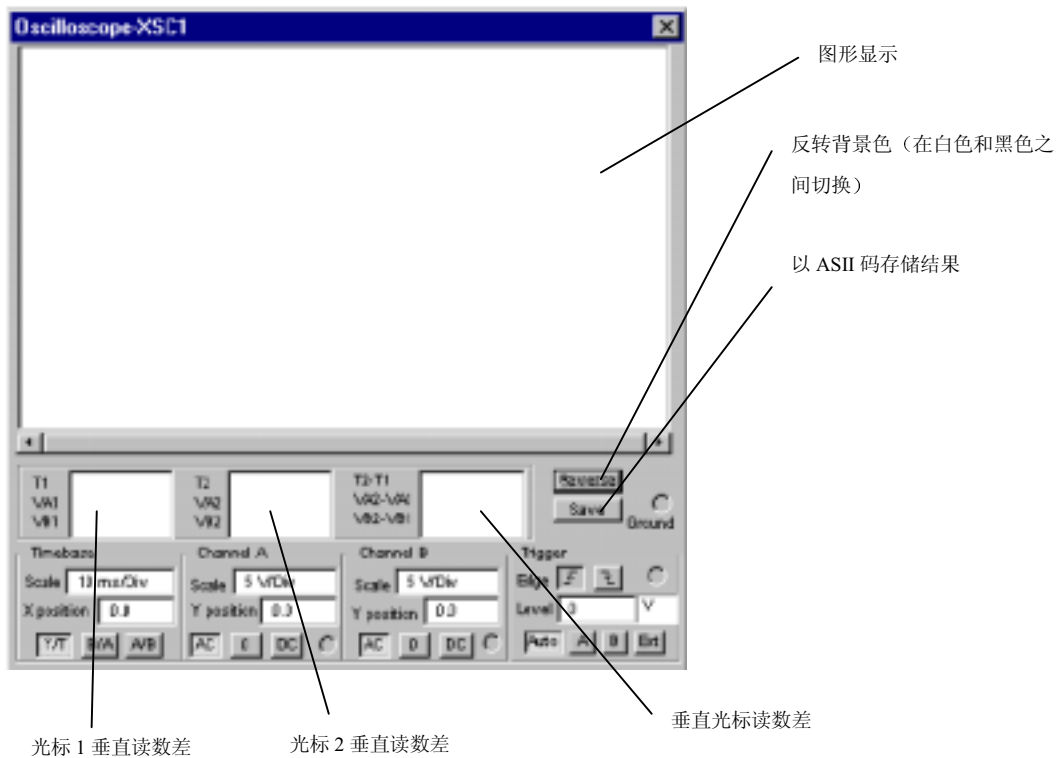 Oscilloscope-XSC1
图形显示
反转背景色（在白色和黑色之
间切换）
以 ASII 码存储结果
T1
VA1
VB1
T2
VA2
VB2
T2-T1
VA2-VA1
VB2-VB1
Reverse
Save
Ground
Timebase
Scale 10 ms/Div
X position 0.0
Y/T B/A A/B
Channel A
Scale 5 V/Div
Y position 0.0
AC 0 DC
Channel B
Scale 5 V/Div
Y position 0.0
AC 0 DC
Trigger
Edge
Level 0 V
Auto A B Ext
垂直光标读数差
光标 1 垂直读数差
光标 2 垂直读数差